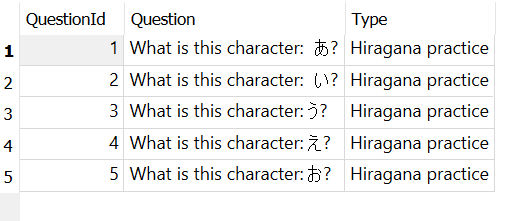 QuestionId Question Type
1 1 What is this character: あ? Hiragana practice
2 2 What is this character: い? Hiragana practice
3 3 What is this character: う? Hiragana practice
4 4 What is this character: え? Hiragana practice
5 5 What is this character: お? Hiragana practice